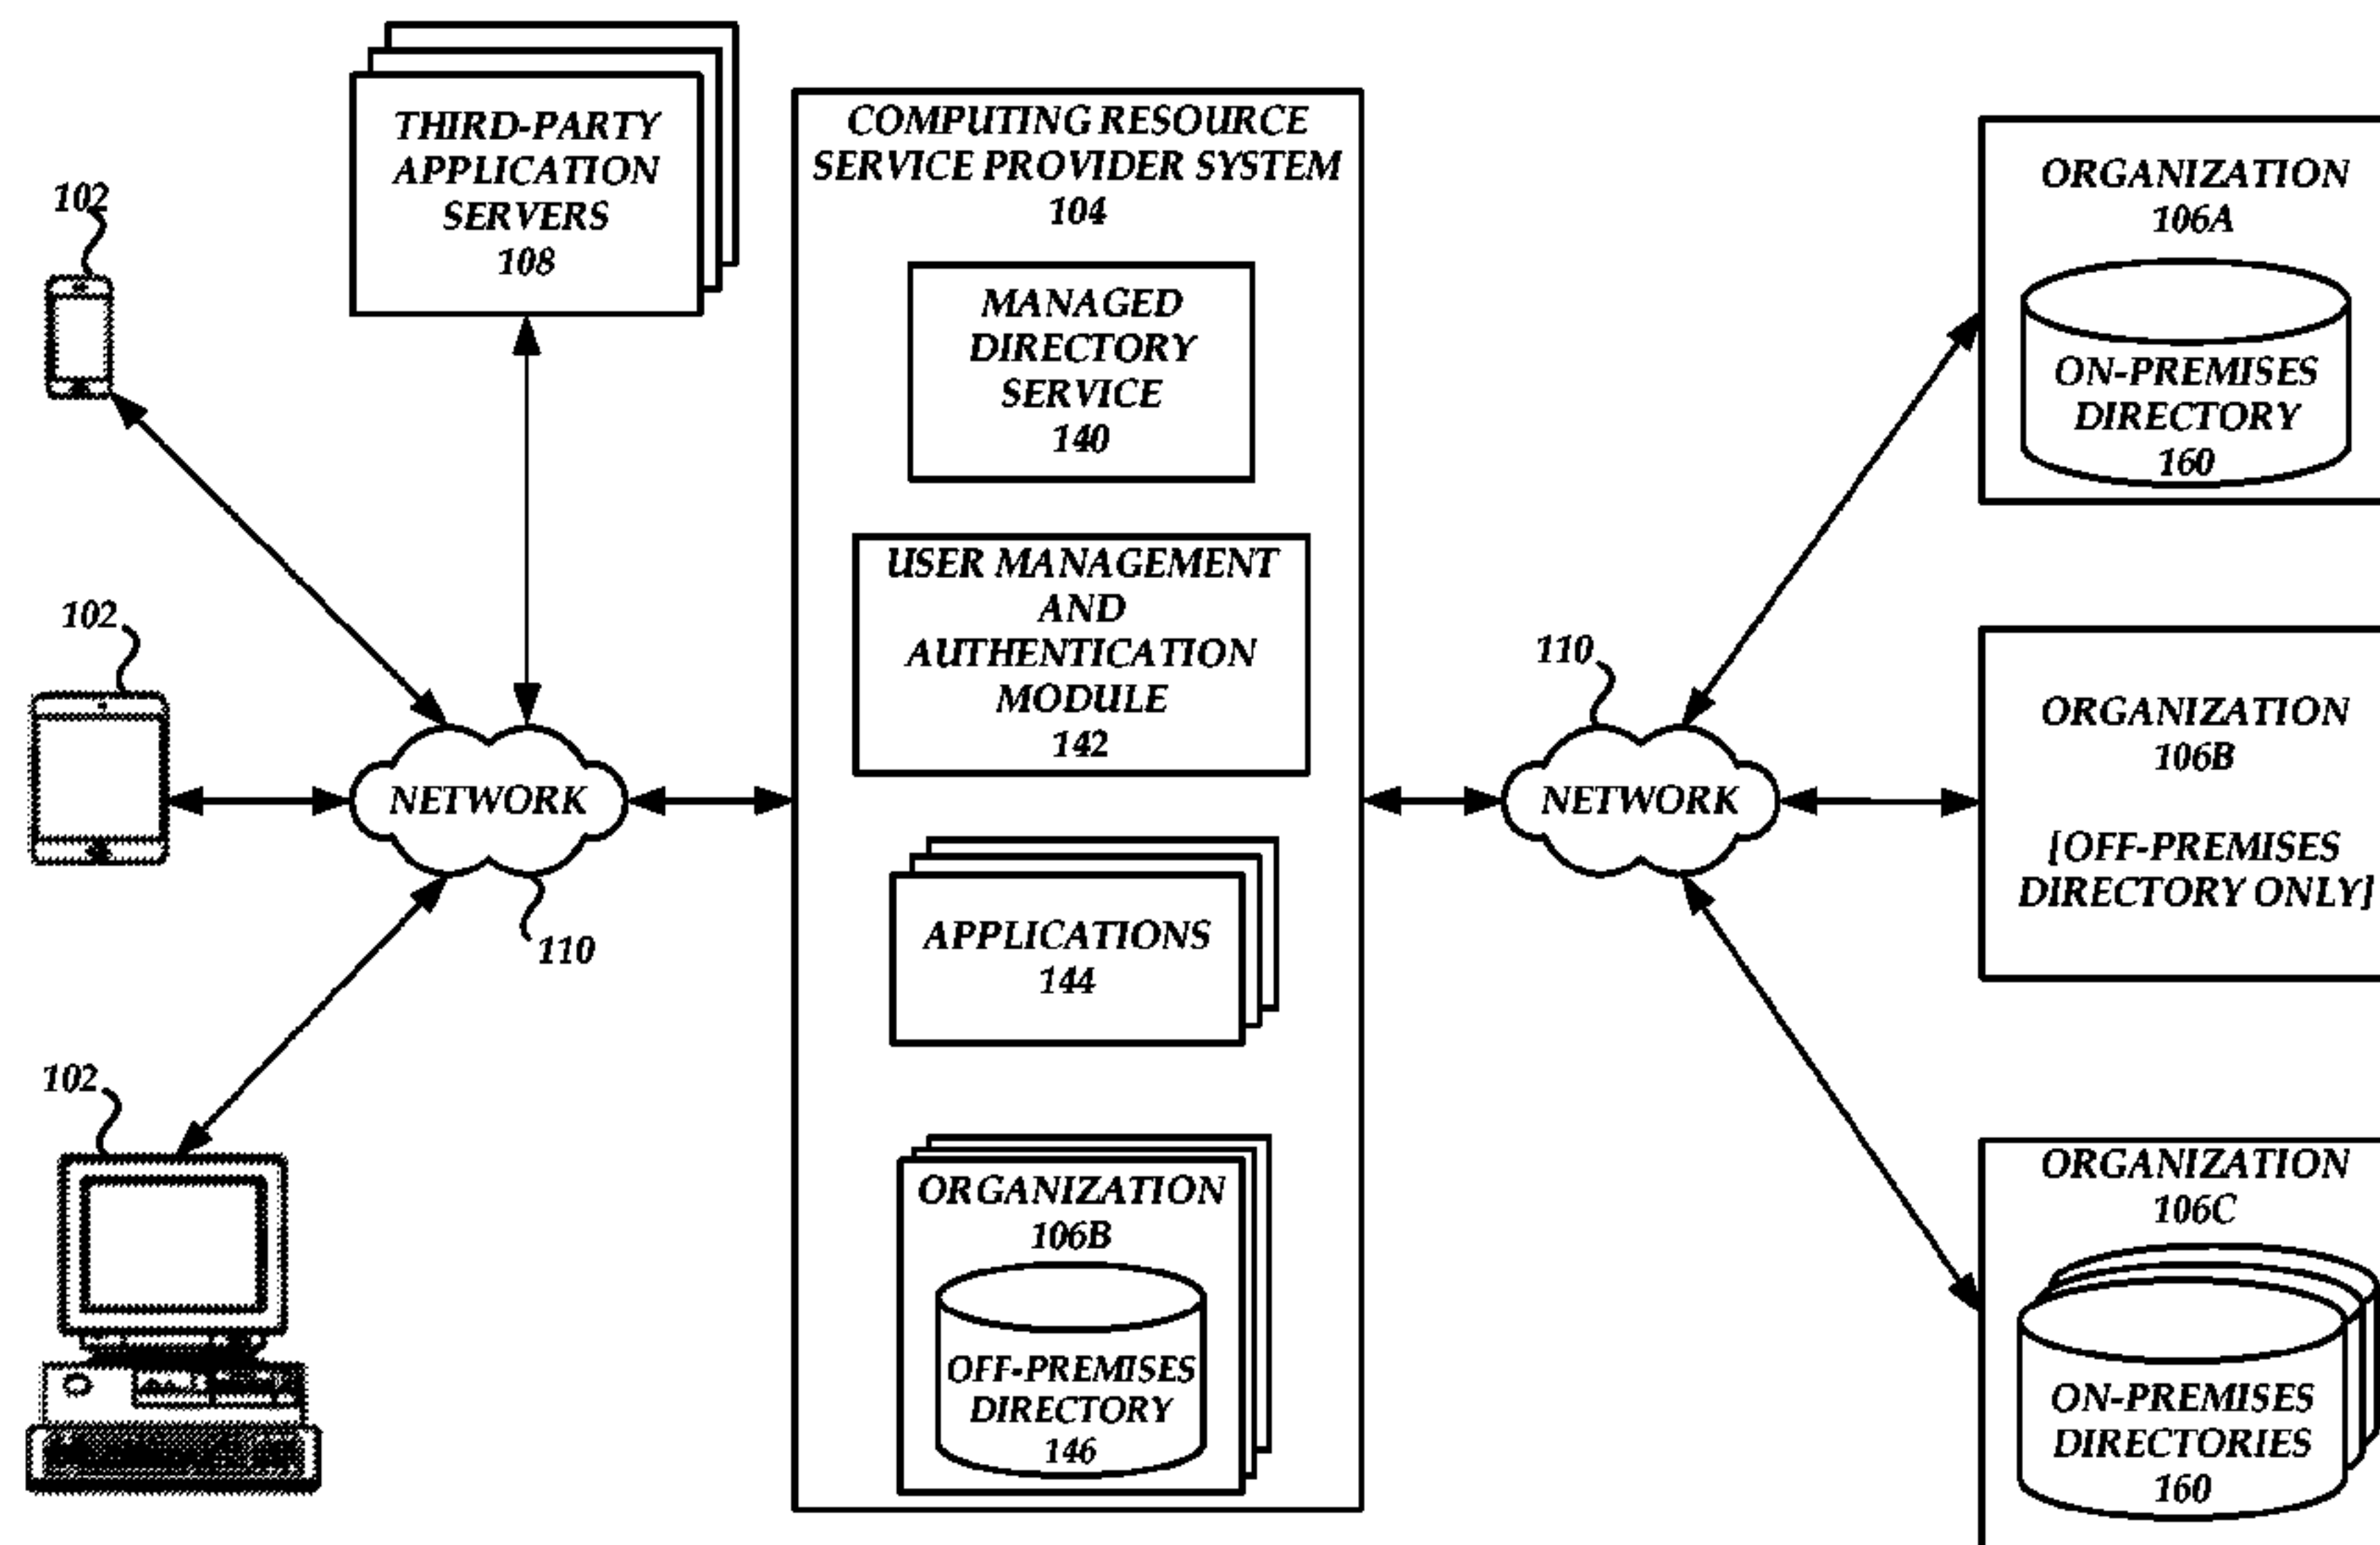 102
THIRD-PARTY
APPLICATION
SERVERS
108
102
NETWORK
110
102
COMPUTING RESOURCE
SERVICE PROVIDER SYSTEM
104
MANAGED
DIRECTORY
SERVICE
140
USER MANAGEMENT
AND
AUTHENTICATION
MODULE
142
APPLICATIONS
144
ORGANIZATION
106B
OFF-PREMISES
DIRECTORY
146
110
NETWORK
ORGANIZATION
106A
ON-PREMISES
DIRECTORY
160
ORGANIZATION
106B
[OFF-PREMISES
DIRECTORY ONLY]
ORGANIZATION
106C
ON-PREMISES
DIRECTORIES
160